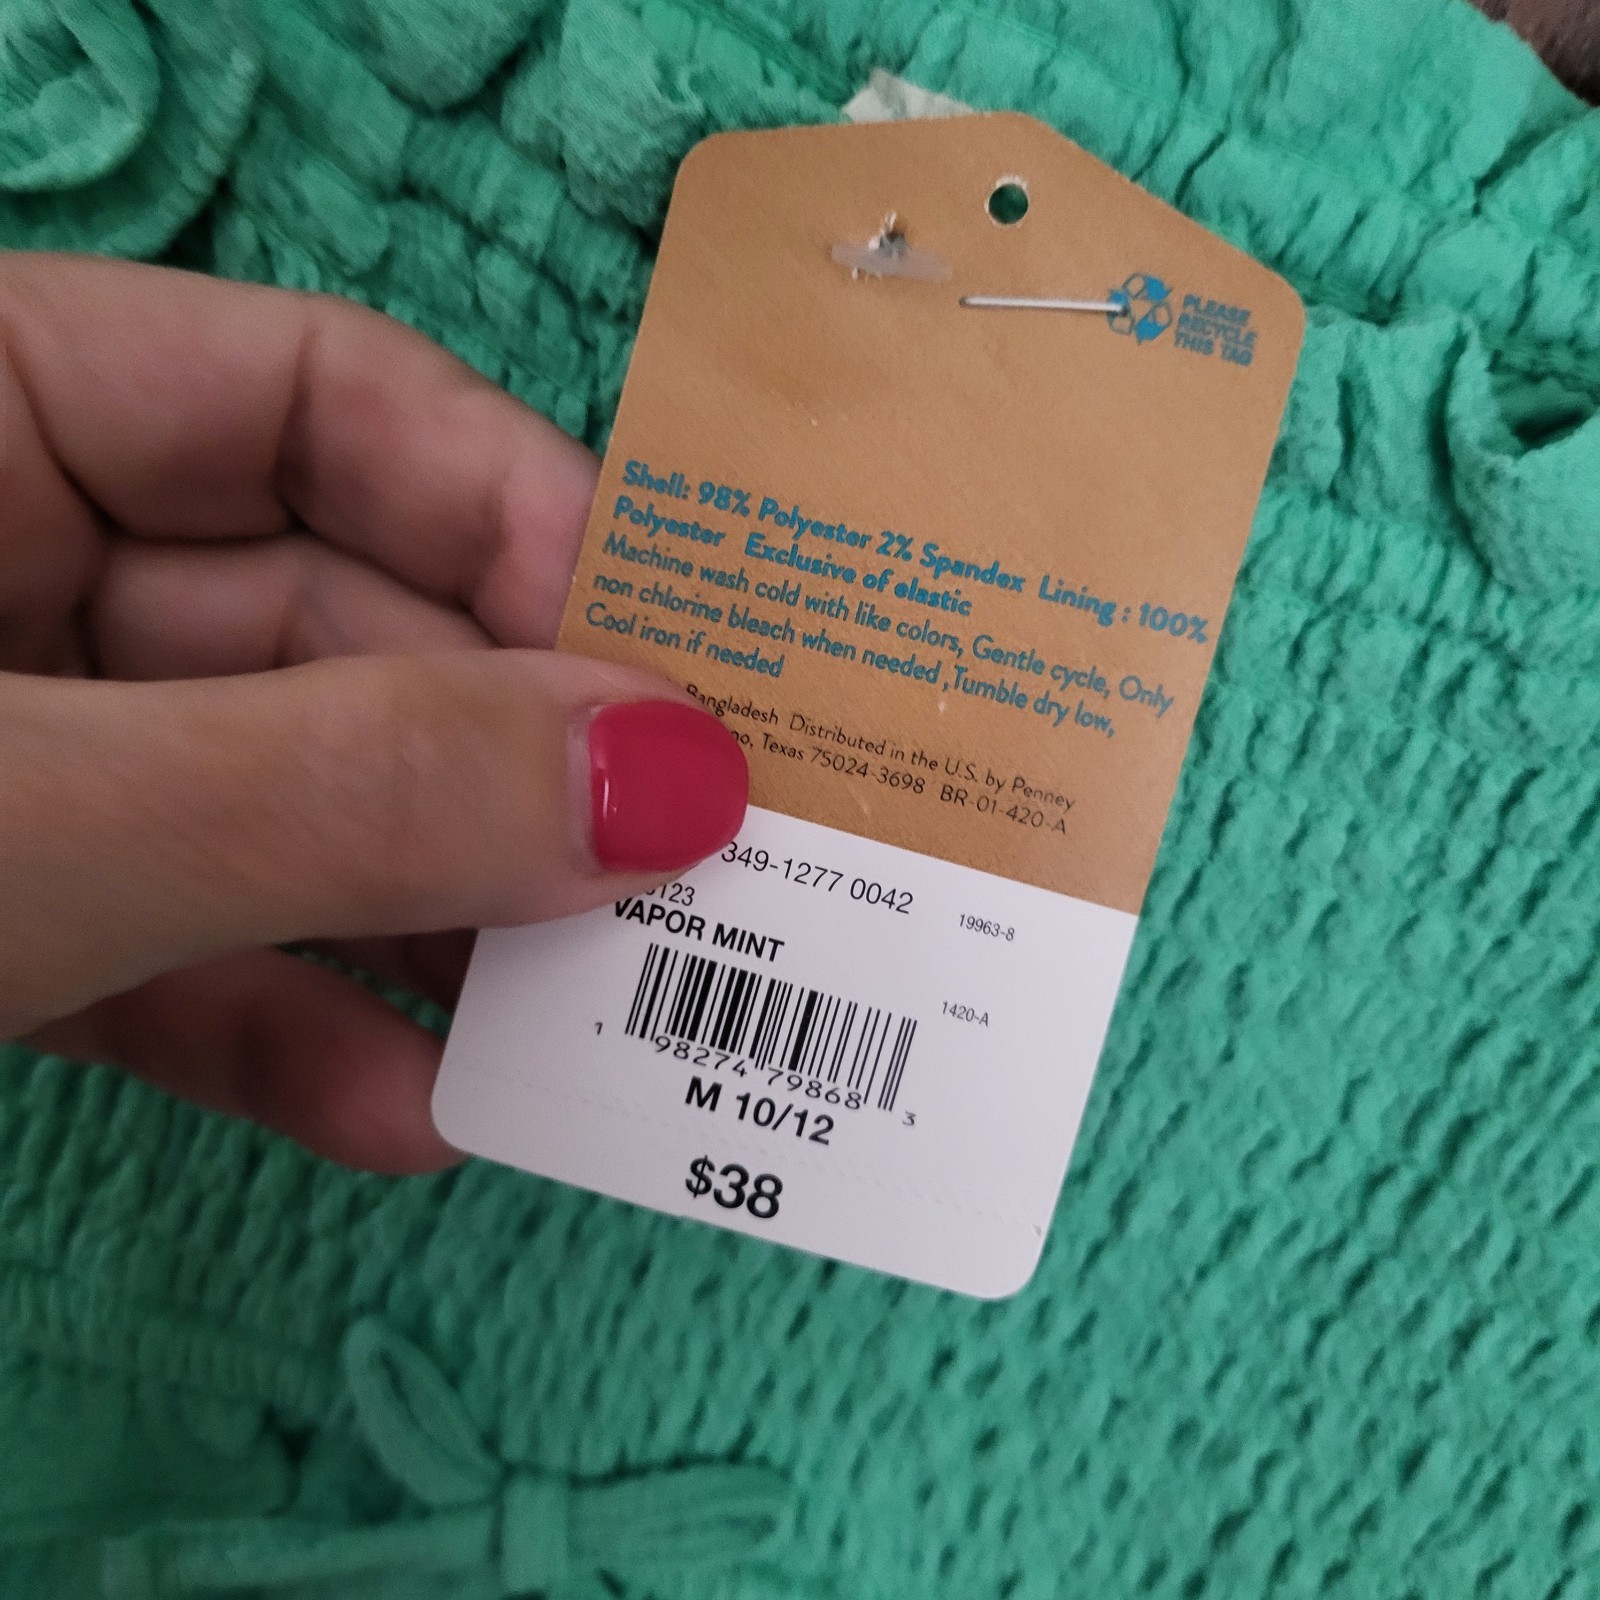 PLEASE
RECYCLE
THIS TAG
Shell: 98% Polyester 2% Spandex Lining : 100%
Polyester Exclusive of elastic
Machine wash cold with like colors, Gentle cycle, Only
non chlorine bleach when needed ,Tumble dry low,
Cool iron if needed
Bangladesh Distributed in the U.S. by Penney
Texas 75024-3698 BR-01-420-A
349-1277 0042
19963-8
123
VAPOR MINT
1420-A
1 98274 79868 3
M 10/12
$38